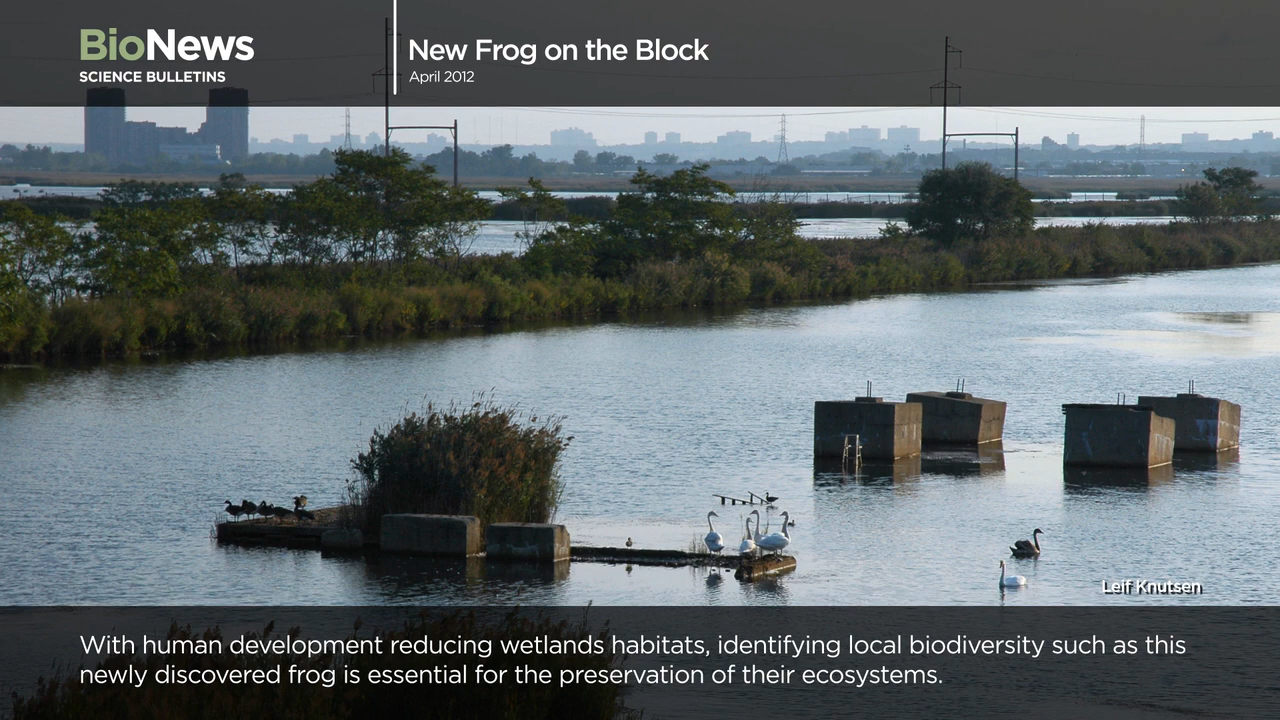 BioNews
SCIENCE BULLETINS
New Frog on the Block
April 2012
Leif Knutsen
With human development reducing wetlands habitats, identifying local biodiversity such as this
newly discovered frog is essential for the preservation of their ecosystems.